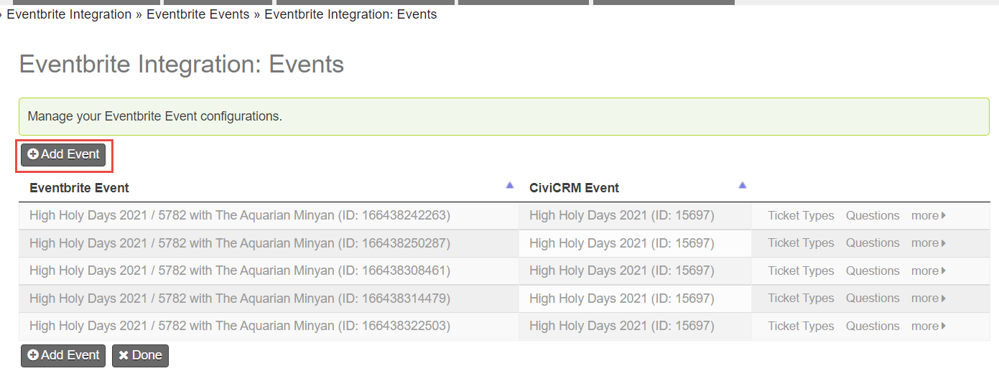 » Eventbrite Integration » Eventbrite Events » Eventbrite Integration: Events
Eventbrite Integration: Events
Manage your Eventbrite Event configurations.
Add Event
Eventbrite Event CiviCRM Event
High Holy Days 2021 / 5782 with The Aquarian Minyan (ID: 166438242263) High Holy Days 2021 (ID: 15697) Ticket Types Questions more
High Holy Days 2021 / 5782 with The Aquarian Minyan (ID: 166438250287) High Holy Days 2021 (ID: 15697) Ticket Types Questions more
High Holy Days 2021 / 5782 with The Aquarian Minyan (ID: 166438308461) High Holy Days 2021 (ID: 15697) Ticket Types Questions more
High Holy Days 2021 / 5782 with The Aquarian Minyan (ID: 166438314479) High Holy Days 2021 (ID: 15697) Ticket Types Questions more
High Holy Days 2021 / 5782 with The Aquarian Minyan (ID: 166438322503) High Holy Days 2021 (ID: 15697) Ticket Types Questions more
Add Event Done